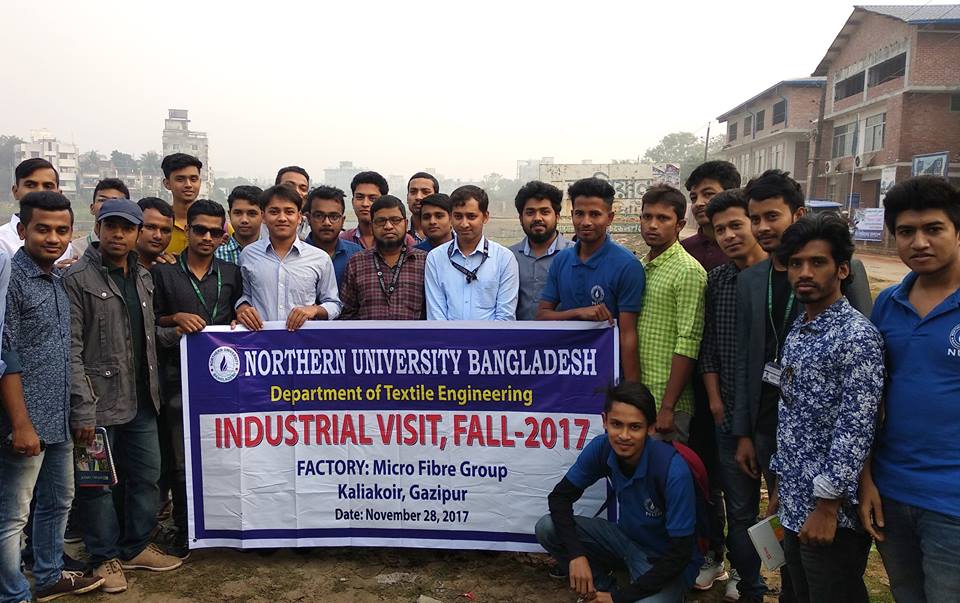 NORTHERN UNIVERSITY BANGLADESH
Department of Textile Engineering
INDUSTRIAL VISIT, FALL-2017
FACTORY: Micro Fibre Group
Kaliakoir, Gazipur
Date: November 28, 2017